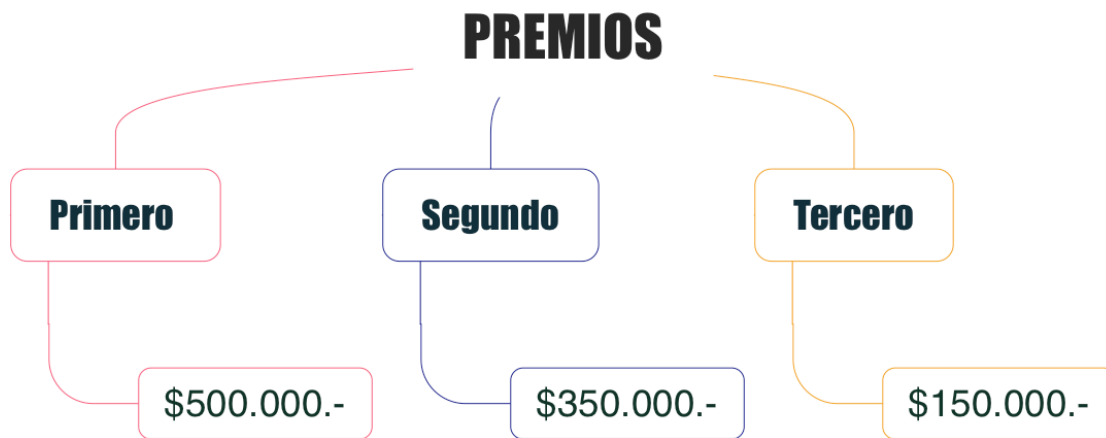 PREMIOS
Primero
Segundo
Tercero
$500.000.-
$350.000.-
$150.000.-